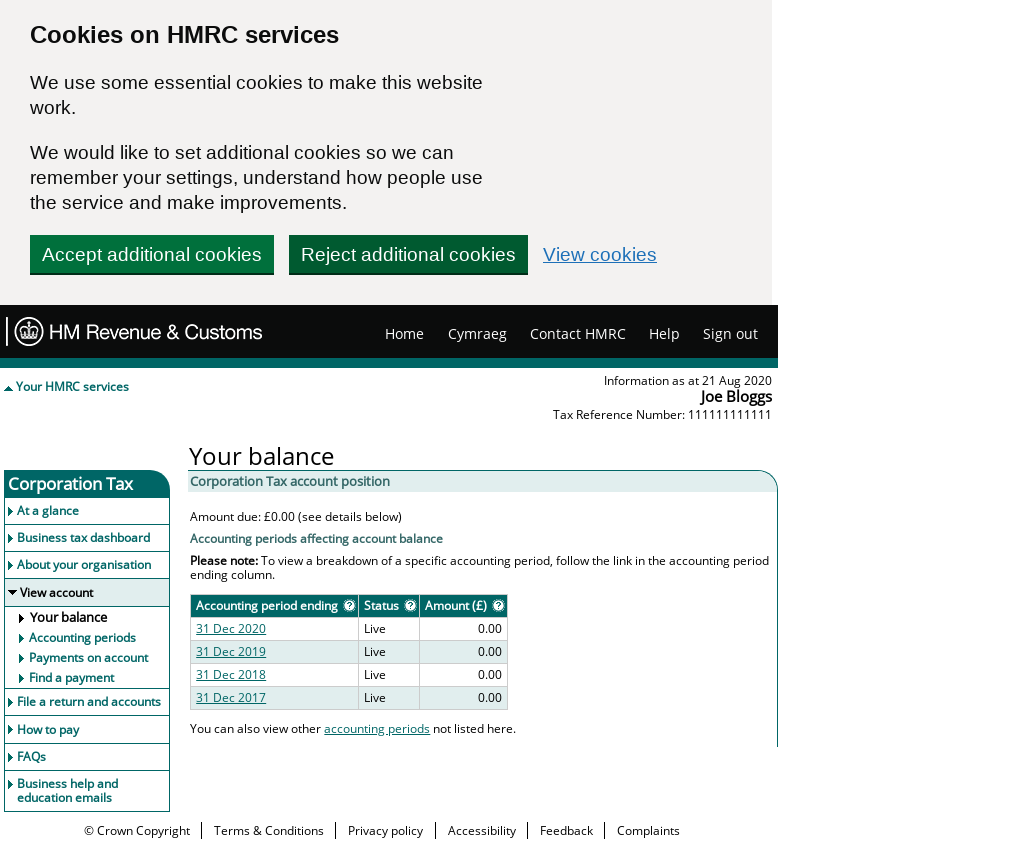 Cookies on HMRC services
We use some essential cookies to make this website
work.
We would like to set additional cookies so we can
remember your settings, understand how people use
the service and make improvements.
Accept additional cookies Reject additional cookies View cookies
HM Revenue & Customs Home Cymraeg Contact HMRC Help Sign out
Your HMRC services
Information as at 21 Aug 2020
Joe Bloggs
Tax Reference Number: 111111111111
Your balance
Corporation Tax
At a glance
Business tax dashboard
About your organisation
View account
Your balance
Accounting periods
Payments on account
Find a payment
File a return and accounts
How to pay
FAQs
Business help and
education emails
Corporation Tax account position
Amount due: £0.00 (see details below)
Accounting periods affecting account balance
Please note: To view a breakdown of a specific accounting period, follow the link in the accounting period
ending column.
Accounting period ending ? Status ? Amount (£) ?
31 Dec 2020 Live 0.00
31 Dec 2019 Live 0.00
31 Dec 2018 Live 0.00
31 Dec 2017 Live 0.00
You can also view other accounting periods not listed here.
© Crown Copyright Terms & Conditions Privacy policy Accessibility Feedback Complaints